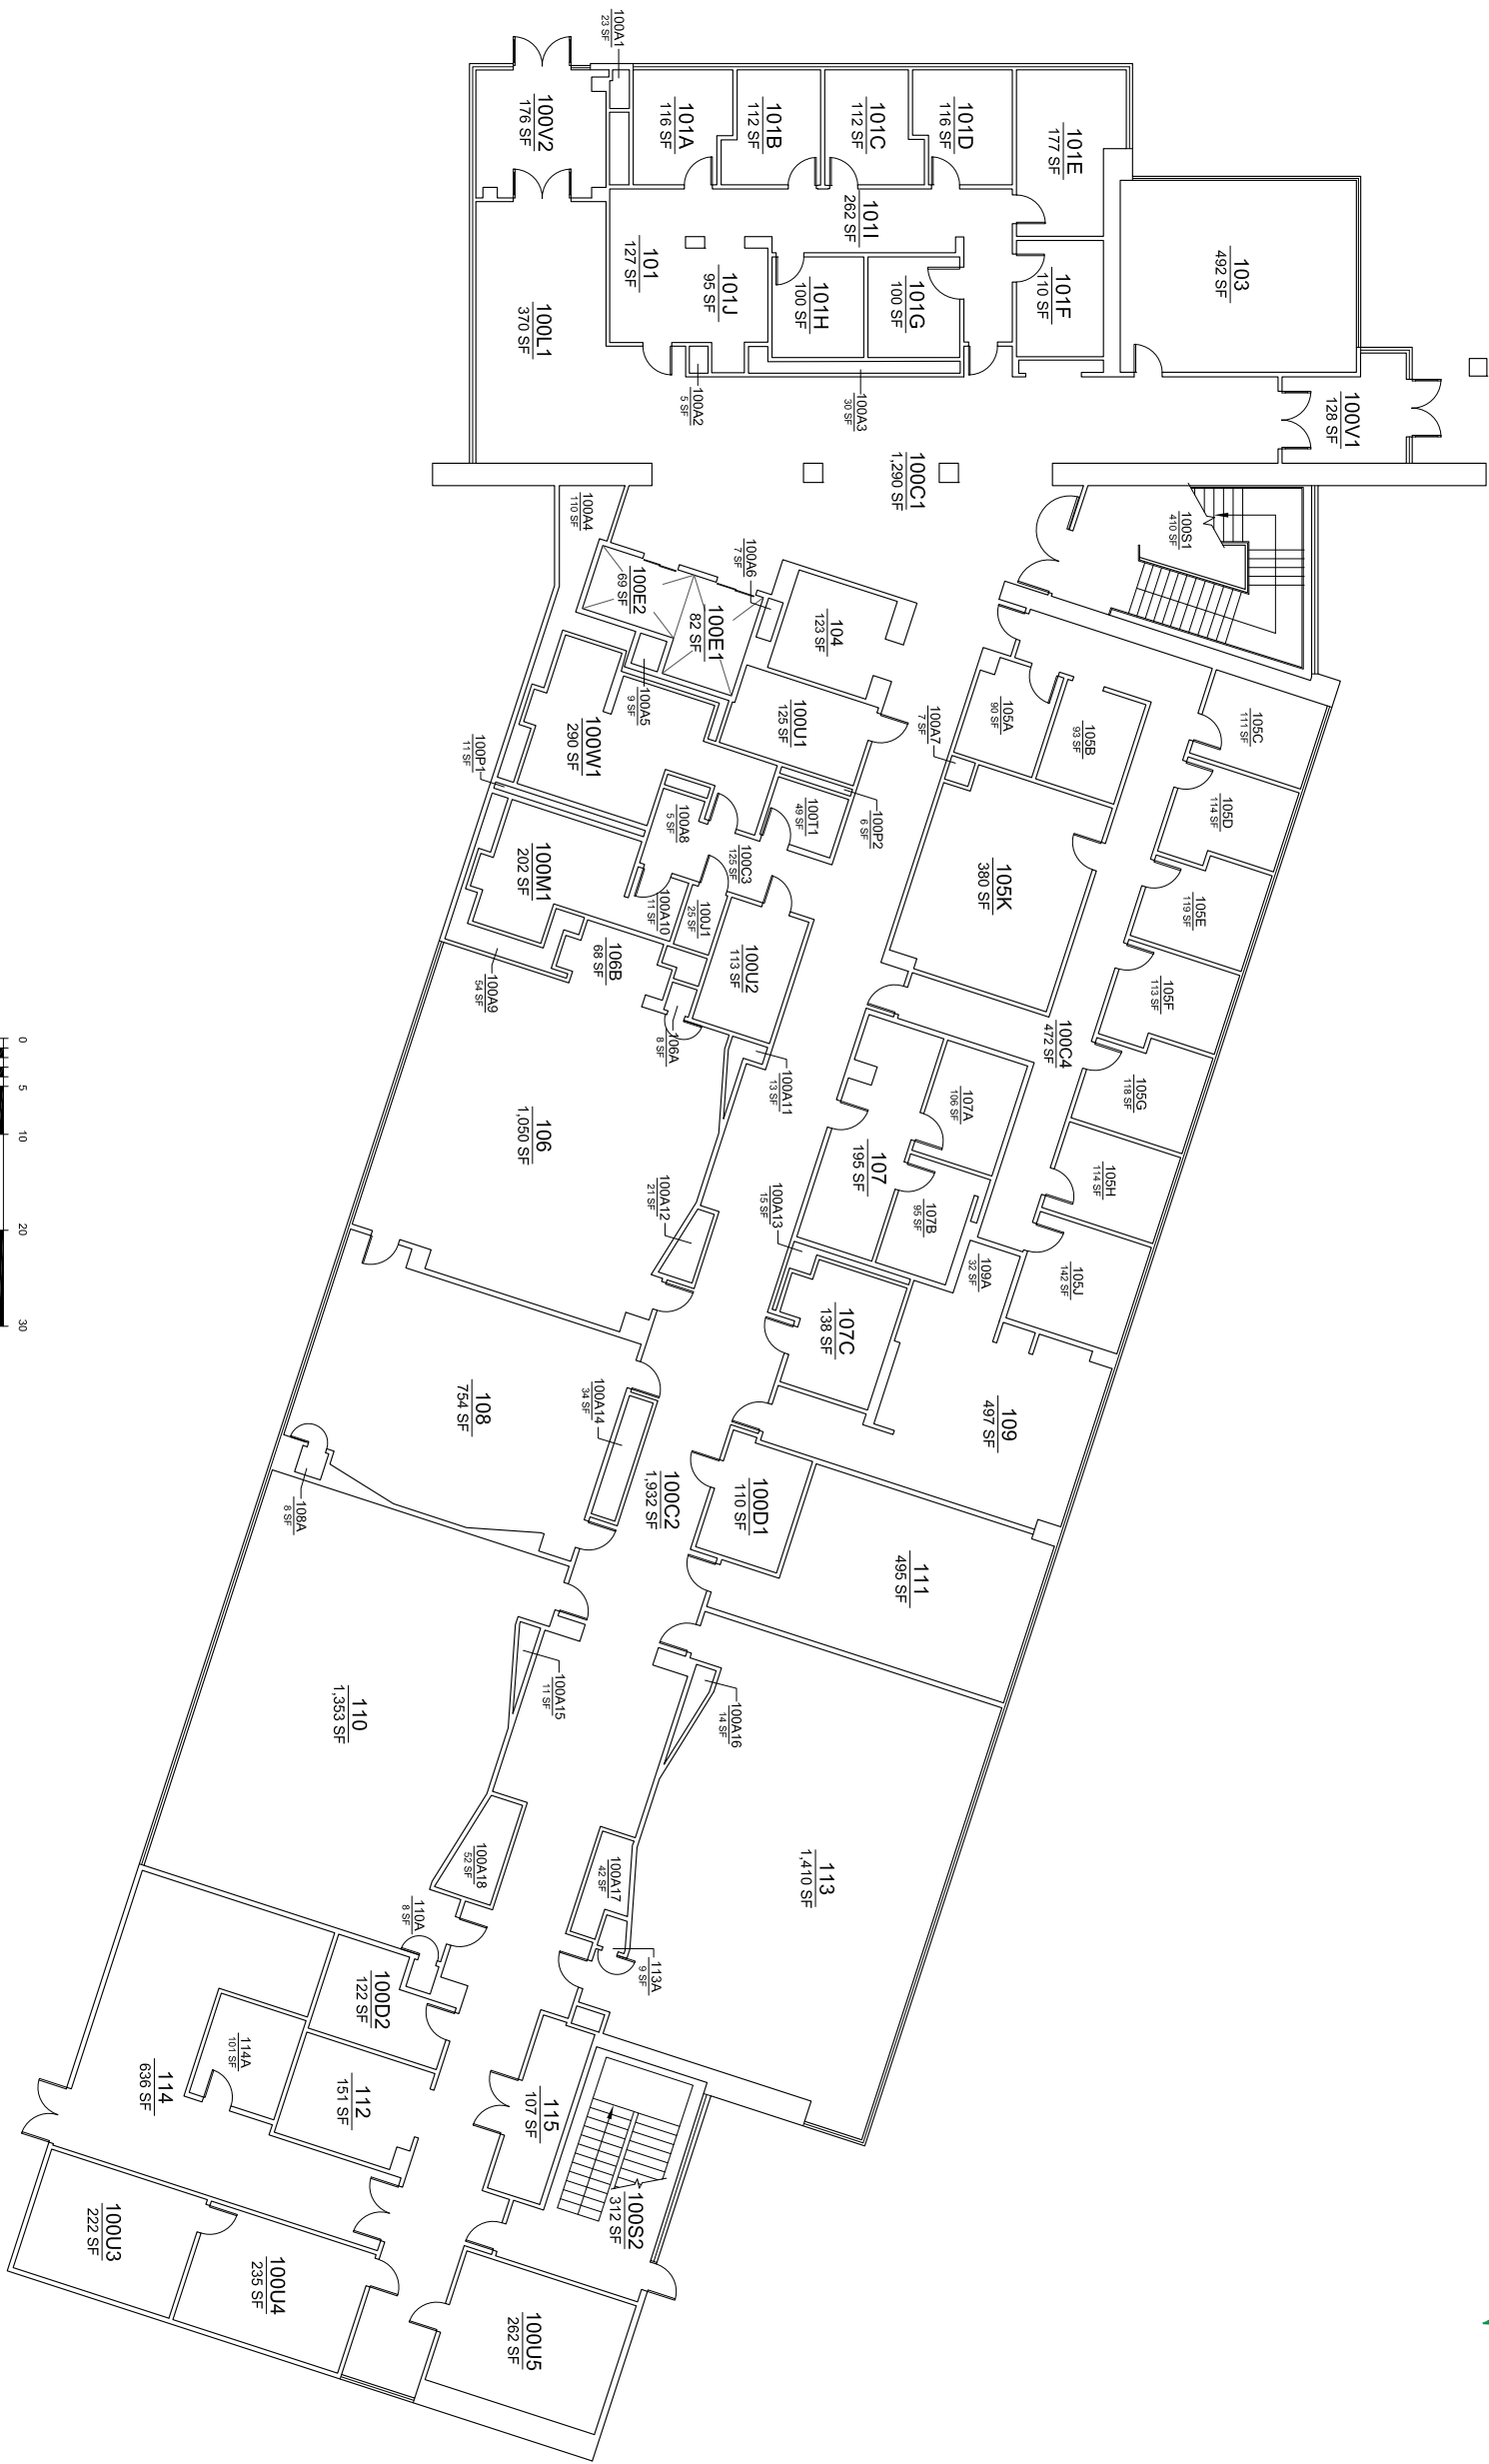 100A1
23 SF
100V2
176 SF
101A
116 SF
101B
112 SF
101C
112 SF
101D
116 SF
101E
177 SF
103
492 SF
101I
262 SF
101
127 SF
101J
95 SF
101H
100 SF
101G
100 SF
101F
110 SF
100L1
370 SF
100A2
5 SF
100A3
30 SF
100V1
128 SF
100C1
1,290 SF
100S1
410 SF
100A4
110 SF
100E2
69 SF
100E1
82 SF
100A6
7 SF
104
123 SF
100A5
9 SF
100U1
125 SF
100W1
290 SF
100P1
11 SF
100A7
7 SF
105A
90 SF
105B
93 SF
105C
111 SF
105D
114 SF
105E
119 SF
105F
113 SF
105G
118 SF
105H
114 SF
105J
142 SF
105K
380 SF
100P2
6 SF
100T1
49 SF
100A8
5 SF
100C3
125 SF
100M1
202 SF
100A10
11 SF
100J1
25 SF
100U2
113 SF
106B
68 SF
100A9
54 SF
106A
8 SF
100A11
13 SF
100C4
472 SF
107A
106 SF
107
195 SF
107B
95 SF
106
1,050 SF
100A12
21 SF
100A13
15 SF
109A
32 SF
107C
138 SF
109
497 SF
108
754 SF
100A14
34 SF
108A
8 SF
100C2
1,932 SF
100D1
110 SF
111
495 SF
110
1,353 SF
100A15
11 SF
100A16
14 SF
113
1,410 SF
100A18
52 SF
100A17
42 SF
110A
8 SF
113A
9 SF
100D2
122 SF
114A
101 SF
114
636 SF
112
151 SF
115
107 SF
100S2
312 SF
100U3
222 SF
100U4
235 SF
100U5
262 SF
0
5
10
20
30